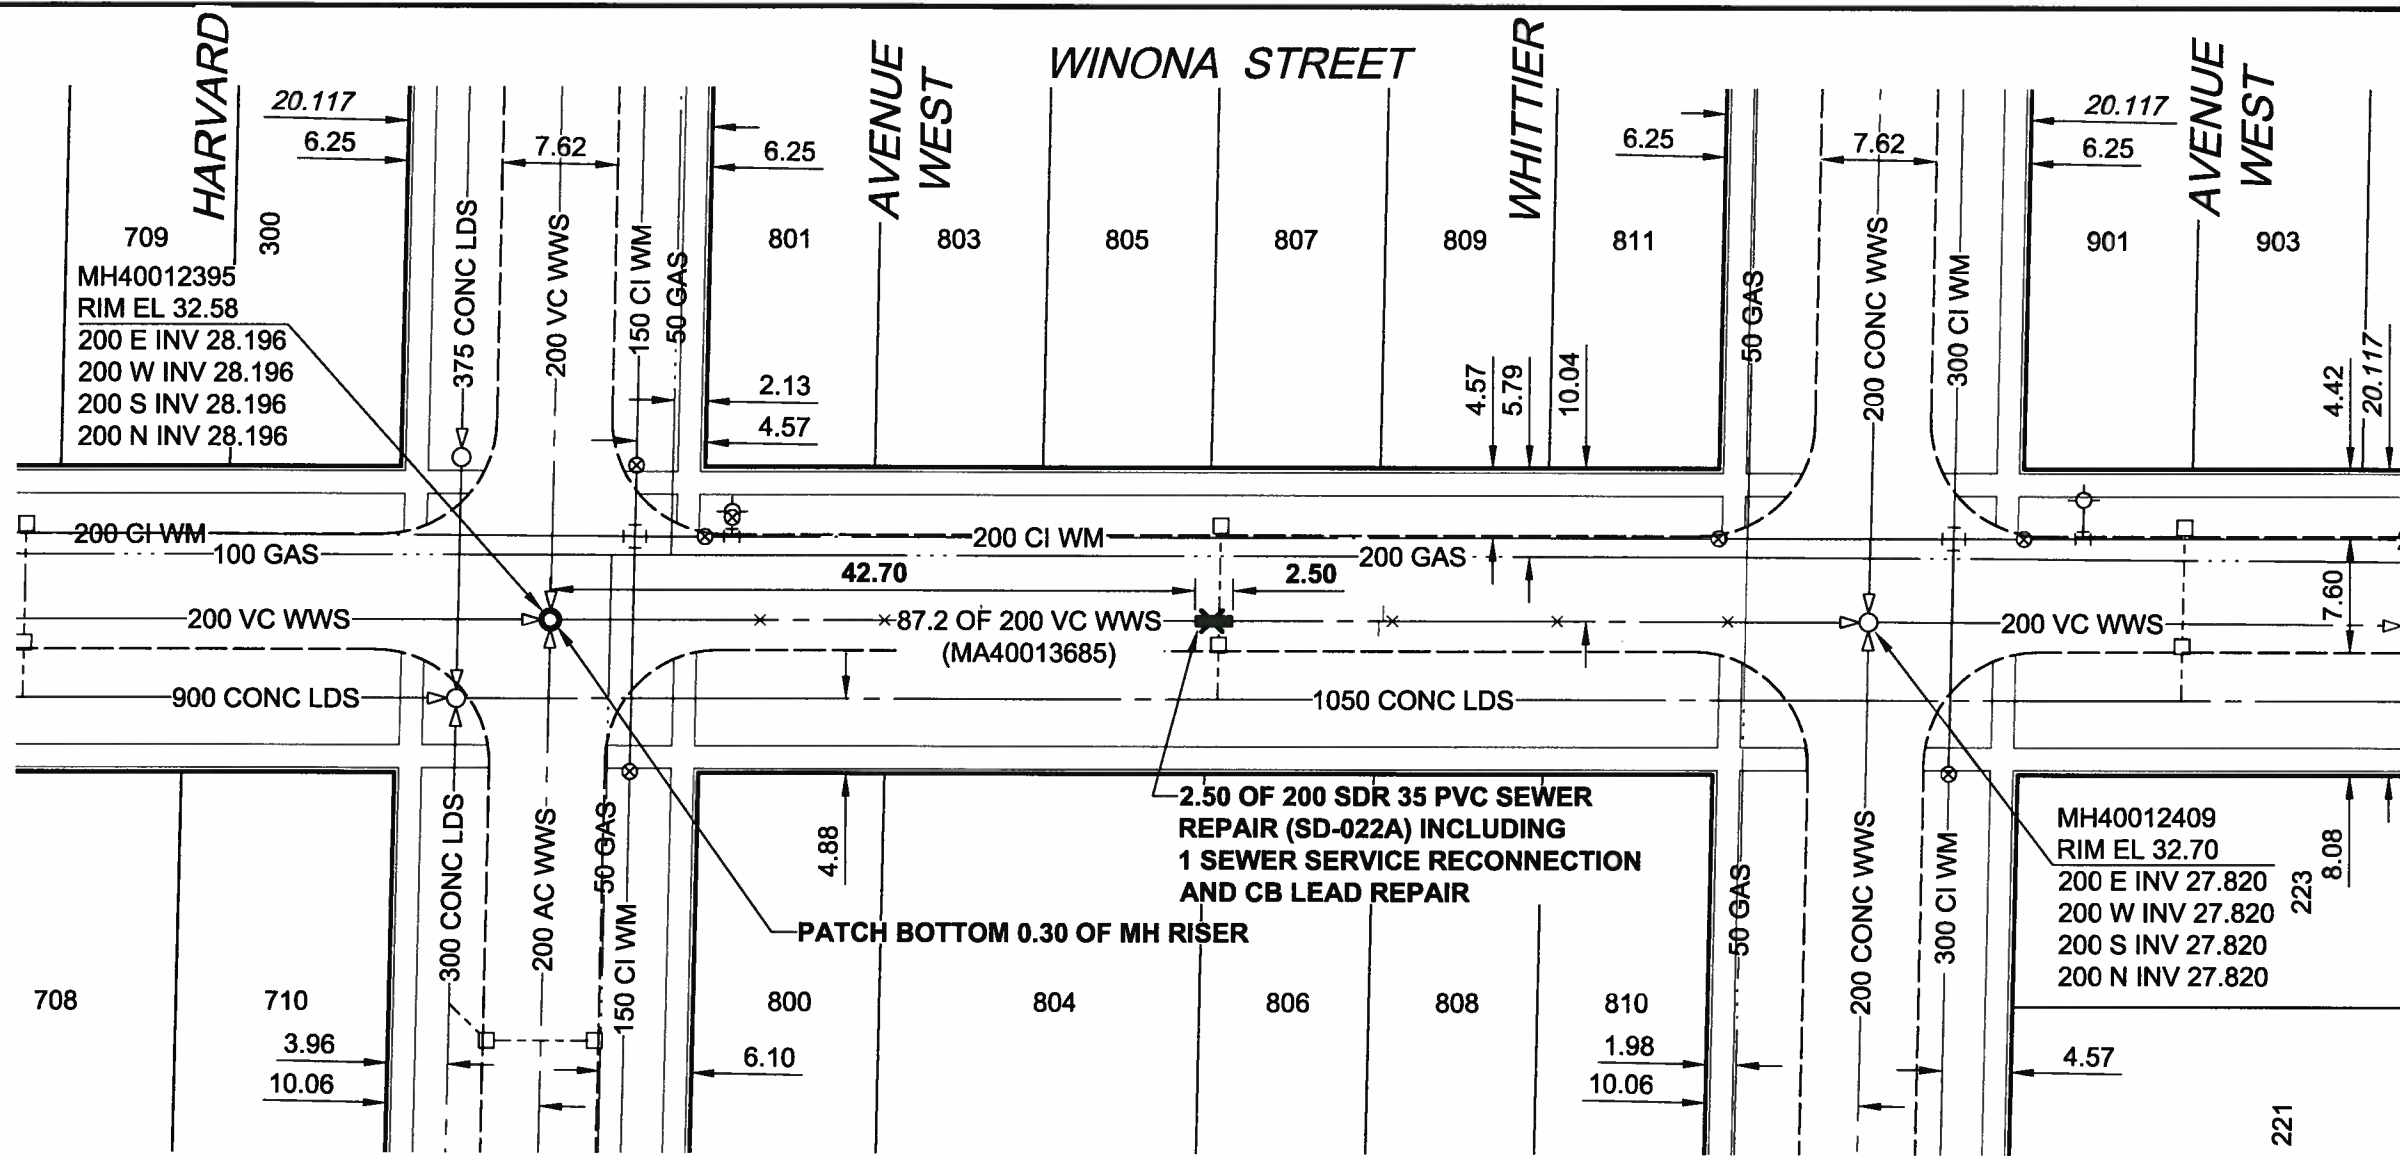 HARVARD
AVENUE
WEST
WINONA STREET
WHITTIER
AVENUE
WEST
20.117
6.25
7.62
6.25
6.25
7.62
20.117
6.25
709
300
801
803
805
807
809
811
901
903
MH40012395
RIM EL 32.58
200 E INV 28.196
200 W INV 28.196
200 S INV 28.196
200 N INV 28.196
375 CONC LDS
200 VC WWS
150 CI WM
50 GAS
50 GAS
200 CONC WWS
300 CI WM
2.13
4.57
4.57
5.79
10.04
4.42
20.117
200 CI WM
100 GAS
200 CI WM
200 GAS
42.70
2.50
7.60
200 VC WWS
87.2 OF 200 VC WWS
(MA40013685)
200 VC WWS
900 CONC LDS
1050 CONC LDS
2.50 OF 200 SDR 35 PVC SEWER
REPAIR (SD-022A) INCLUDING
1 SEWER SERVICE RECONNECTION
AND CB LEAD REPAIR
PATCH BOTTOM 0.30 OF MH RISER
4.88
300 CONC LDS
200 AC WWS
50 GAS
150 CI WM
50 GAS
200 CONC WWS
300 CI WM
MH40012409
RIM EL 32.70
200 E INV 27.820
200 W INV 27.820
200 S INV 27.820
200 N INV 27.820
223
8.08
708
710
800
804
806
808
810
3.96
10.06
6.10
1.98
10.06
4.57
221